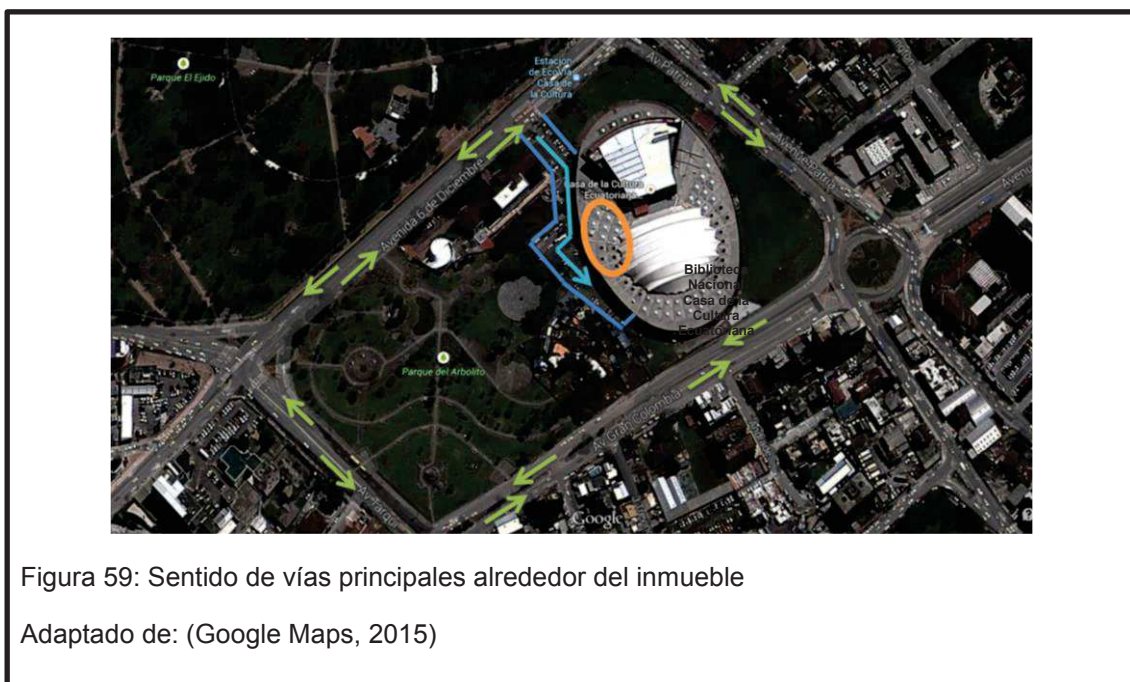 Parque El Ejido
Estación
de EcoVía
Casa de
la Cultura
Av Patria
Avenida 6 de Diciembre
Casa de la Cultura
Ecuatoriana
Avenida Patria
Biblioteca
Nacional
Casa de la
Cultura
Ecuatoriana
Parque del Arbolito
Av Gran Colombia
Google
Figura 59: Sentido de vías principales alrededor del inmueble
Adaptado de: (Google Maps, 2015)